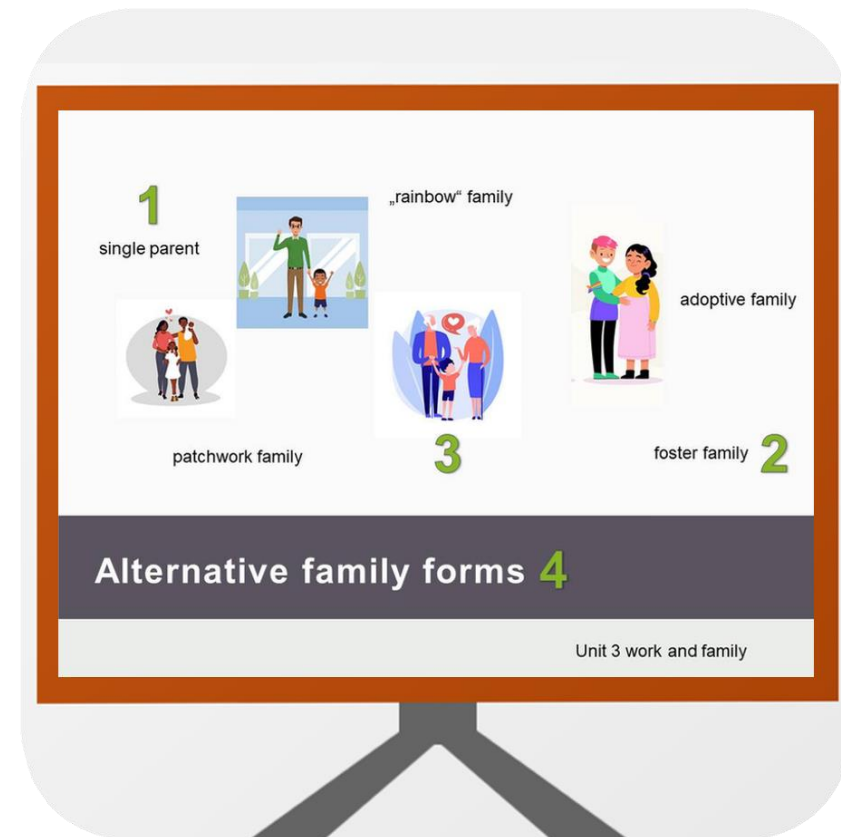 1
„rainbow“ family
single parent
adoptive family
patchwork family
3
foster family 2
Alternative family forms 4
Unit 3 work and family